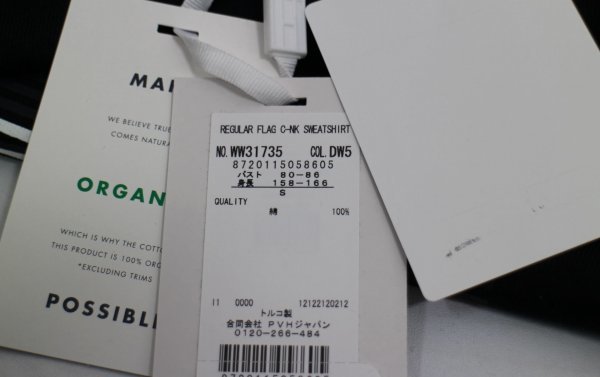 MA
WE BELIEVE TRUE
COMES NATURA
ORGAN
WHICH IS WHY THE COTTO
THIS PRODUCT IS 100% ORG
*EXCLUDING TRIMS
POSSIBLE
REGULAR FLAG C-NK SWEATSHIRT
NO. WW31735 COL. DW5
8720115058605
バスト 80-86
身長 158-166
S
QUALITY
綿 100%
11 0000 12122120212
トルコ製
合同会社 PVHジャパン
0120-266-484